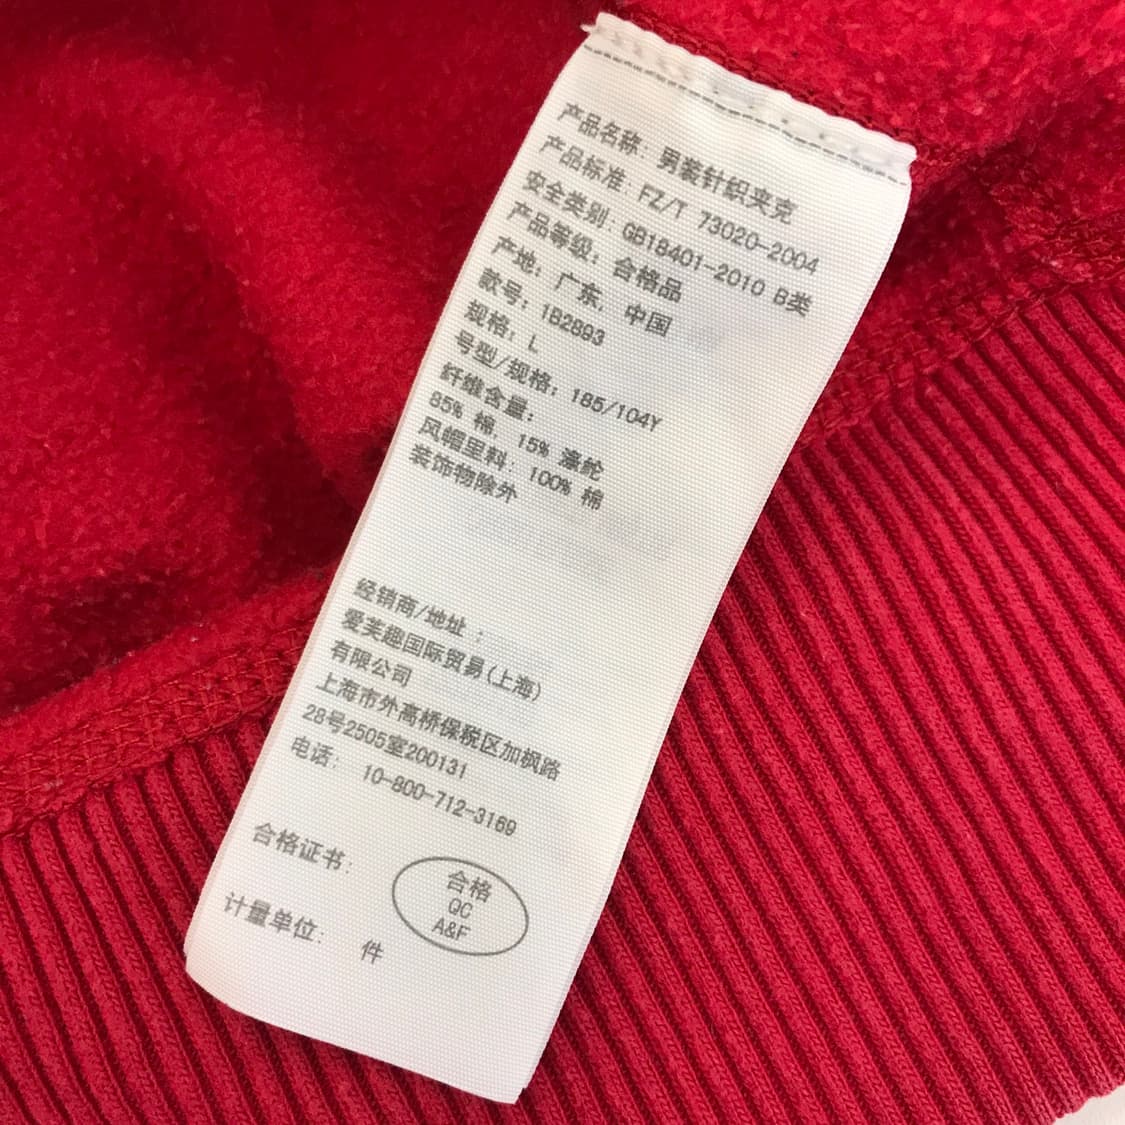 产品名称: 男装针织夹克
产品标准: FZ/T 73020-2004
安全类别: GB18401-2010 B类
产品等级: 合格品
产地: 广东, 中国
款号: 1B2893
规格: L
号型/规格: 185/104Y
纤维含量:
85% 棉, 15% 涤纶
风帽里料: 100% 棉
装饰物除外
经销商/地址 :
爱芙趣国际贸易(上海)
有限公司
上海市外高桥保税区加枫路
28号2505室200131
电话: 10-800-712-3169
合格证书:
合格
QC
A&F
计量单位: 件